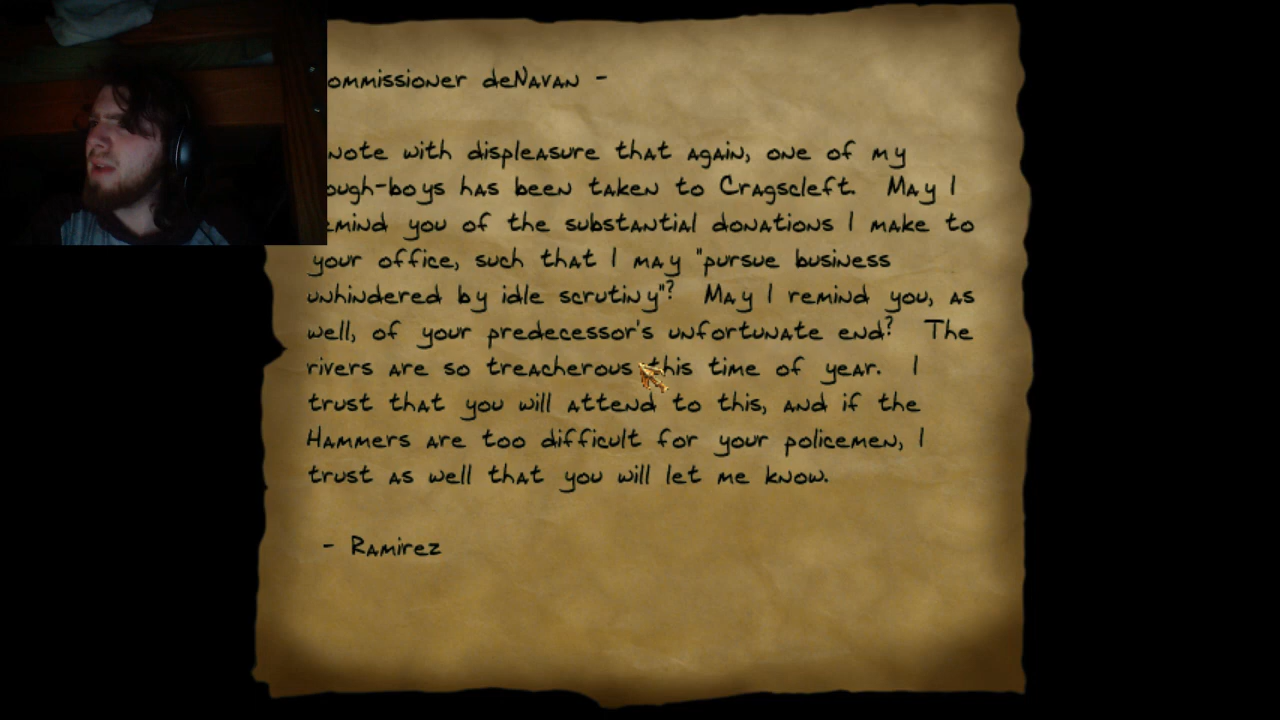 ommissioner deNavan -
note with displeasure that again, one of my
ough-boys has been taken to Cragscleft. May I
emind you of the substantial donations I make to
your office, such that I may "pursue business
unhindered by idle scrutiny"? May I remind you, as
well, of your predecessor's unfortunate end? The
rivers are so treacherous this time of year. I
trust that you will attend to this, and if the
Hammers are too difficult for your policemen, I
trust as well that you will let me know.
- Ramirez